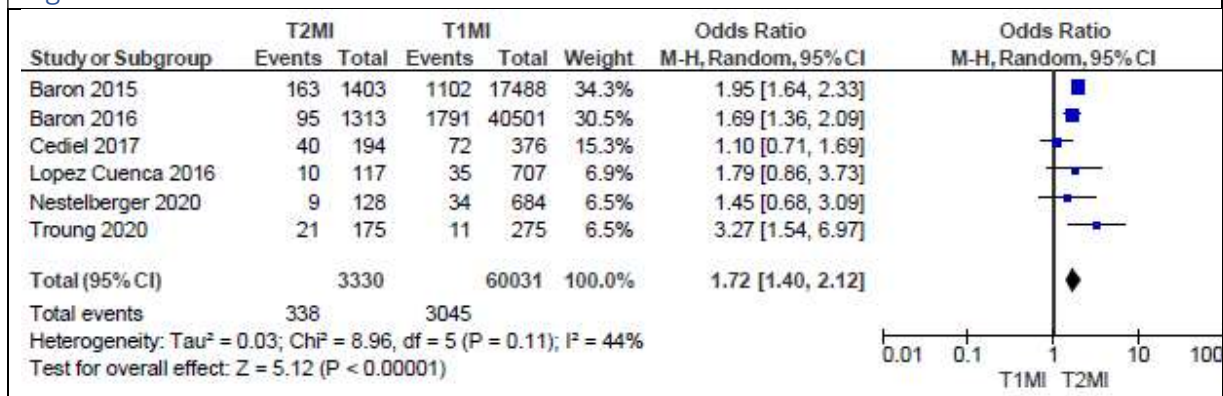 T2MI T1MI Odds Ratio Odds Ratio
Study or Subgroup Events Total Events Total Weight M-H, Random, 95% CI M-H, Random, 95% CI
Baron 2015 163 1403 1102 17488 34.3% 1.95 [1.64, 2.33]
Baron 2016 95 1313 1791 40501 30.5% 1.69 [1.36, 2.09]
Cediel 2017 40 194 72 376 15.3% 1.10 [0.71, 1.69]
Lopez Cuenca 2016 10 117 35 707 6.9% 1.79 [0.86, 3.73]
Nestelberger 2020 9 128 34 684 6.5% 1.45 [0.68, 3.09]
Troung 2020 21 175 11 275 6.5% 3.27 [1.54, 6.97]
Total (95% CI) 3330 60031 100.0% 1.72 [1.40, 2.12]
Total events 338 3045
Heterogeneity: Tau² = 0.03; Chi² = 8.96, df = 5 (P = 0.11); I² = 44%
Test for overall effect: Z = 5.12 (P < 0.00001)
0.01 0.1 1 10 100
T1MI T2MI